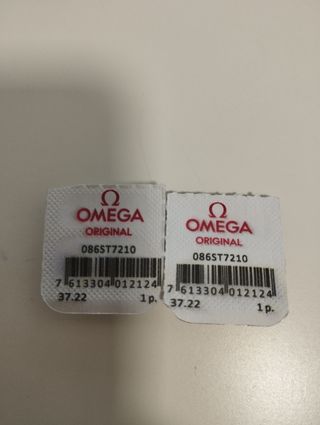 Ω
OMEGA
ORIGINAL
086ST7210
7 613304 012124
37.22 1 p.
Ω
OMEGA
ORIGINAL
086ST7210
7 613304 012124
37.22 1 p.